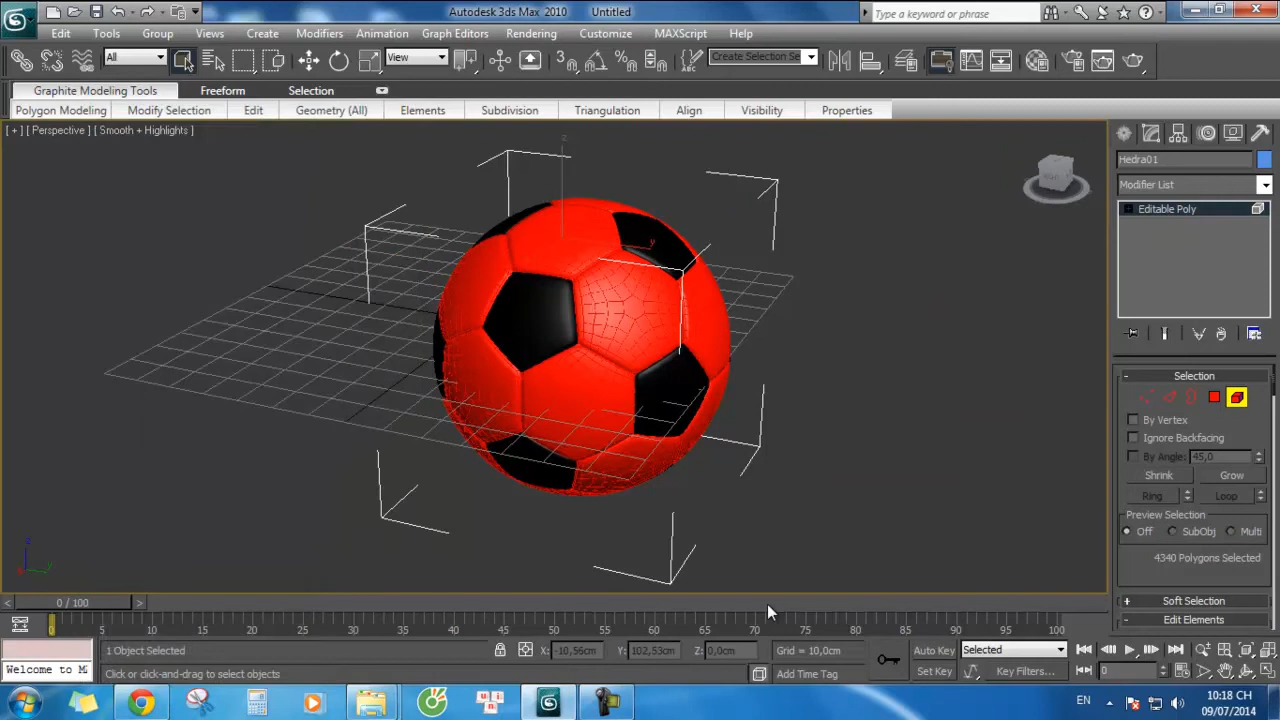 Autodesk 3ds Max 2010 Untitled
Type a keyword or phrase
Edit Tools Group Views Create Modifiers Animation Graph Editors Rendering Customize MAXScript Help
All View Create Selection Se
Graphite Modeling Tools Freeform Selection
Polygon Modeling Modify Selection Edit Geometry (All) Elements Subdivision Triangulation Align Visibility Properties
[ + ] [ Perspective ] [ Smooth + Highlights ]
Hedra01
Modifier List
Editable Poly
Selection
By Vertex
Ignore Backfacing
By Angle: 45,0
Shrink Grow
Ring Loop
Preview Selection
Off SubObj Multi
4340 Polygons Selected
Soft Selection
Edit Elements
z
y
z
y
< 0 / 100 >
0 5 10 15 20 25 30 35 40 45 50 55 60 65 70 75 80 85 90 95 100
1 Object Selected X: -10,56cm Y: 102,53cm Z: 0,0cm Grid = 10,0cm Auto Key Selected
Welcome to M Click or click-and-drag to select objects Add Time Tag Set Key Key Filters... 0
EN 10:18 CH
09/07/2014